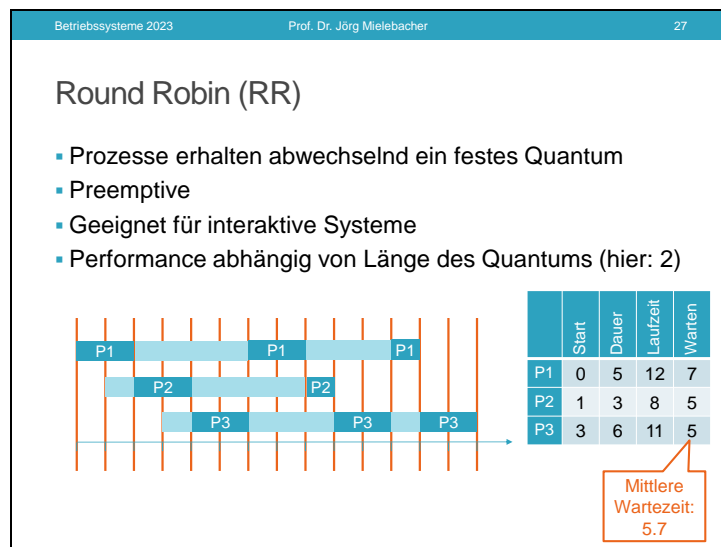 Betriebssysteme 2023 Prof. Dr. Jörg Mielebacher 27
Round Robin (RR)
▪ Prozesse erhalten abwechselnd ein festes Quantum
▪ Preemptive
▪ Geeignet für interaktive Systeme
▪ Performance abhängig von Länge des Quantums (hier: 2)
P1 P1 P1
P2 P2
P3 P3 P3
Start Dauer Laufzeit Warten
P1 0 5 12 7
P2 1 3 8 5
P3 3 6 11 5
Mittlere
Wartezeit:
5.7